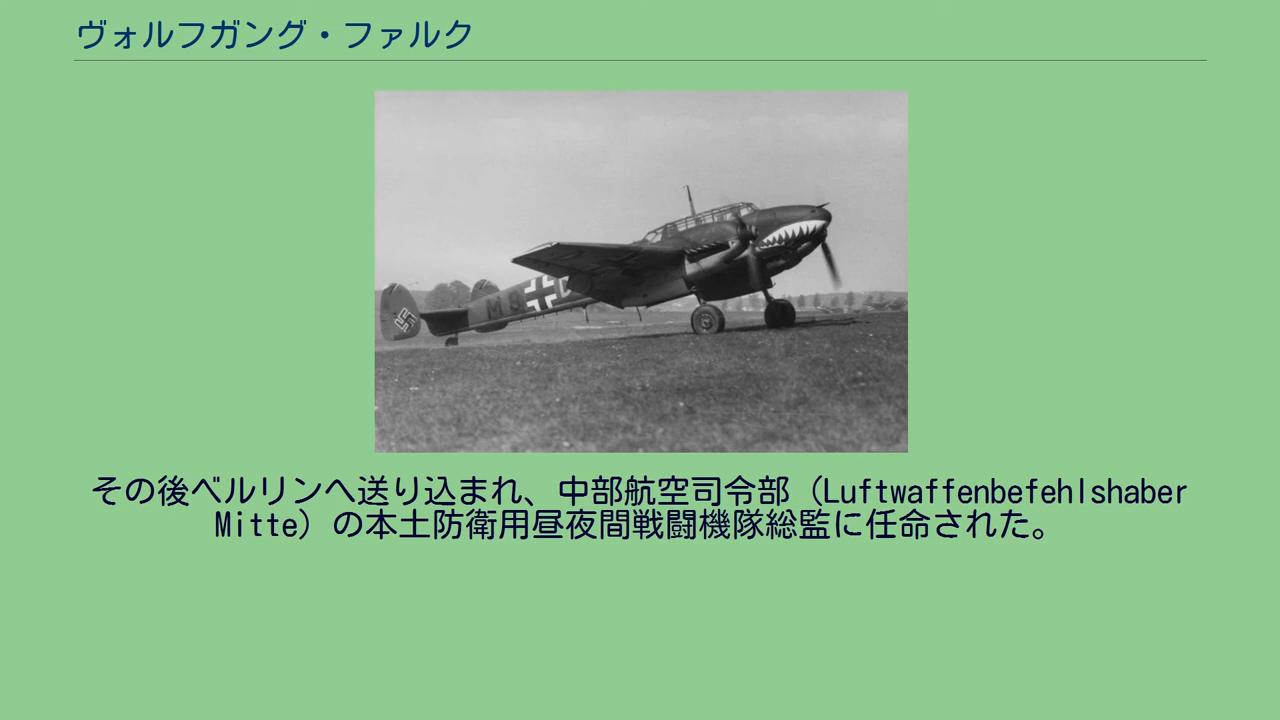 ヴォルフガング・ファルク
M8
その後ベルリンへ送り込まれ、中部航空司令部（Luftwaffenbefehlshaber
Mitte）の本土防衛用昼夜間戦闘機隊総監に任命された。